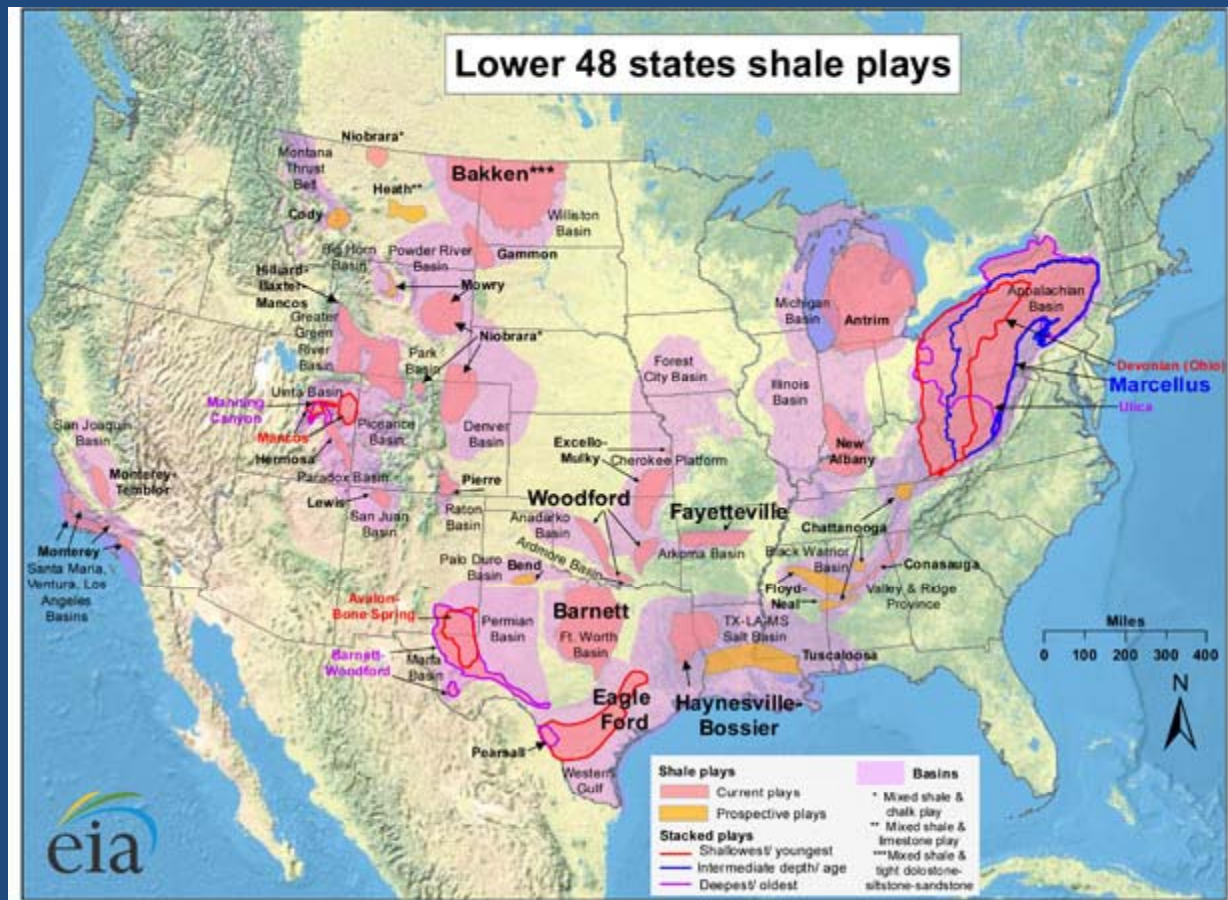 Lower 48 states shale plays
Niobrara*
Montana
Thrust
Belt
Bakken***
Heath**
Cody
Williston
Basin
Big Horn
Basin
Powder River
Basin
Gammon
Hilliard-
Baxter-
Mancos
Mowry
Greater
Green
River
Basin
Niobrara*
Park
Basin
Michigan
Basin
Antrim
Appalachian
Basin
Forest
City Basin
Illinois
Basin
Devonian (Ohio)
Marcellus
Utica
Uinta Basin
Manning
Canyon
Mancos
Piceance
Basin
Denver
Basin
Hermosa
Paradox Basin
San Joaquin
Basin
Monterey-
Temblor
Excello-
Mulky
Cherokee Platform
New
Albany
Lewis
San Juan
Basin
Pierre
Raton
Basin
Woodford
Anadarko
Basin
Fayetteville
Arkoma Basin
Chattanooga
Black Warrior
Basin
Conasauga
Floyd-
Neal
Valley & Ridge
Province
Monterey
Santa Maria,
Ventura, Los
Angeles
Basins
Palo Duro
Basin
Bend
Ardmore Basin
Avalon-
Bone Spring
Permian
Basin
Barnett
Ft. Worth
Basin
TX-LA-MS
Salt Basin
Tuscaloosa
Barnett-
Woodford
Marfa
Basin
Eagle
Ford
Haynesville-
Bossier
Pearsall
Western
Gulf
Miles
0 100 200 300 400
N
Shale plays
Current plays
Prospective plays
Stacked plays
Shallowest/ youngest
Intermediate depth/ age
Deepest/ oldest
Basins
* Mixed shale &
chalk play
** Mixed shale &
limestone play
***Mixed shale &
tight dolostone-
siltstone-sandstone
eia